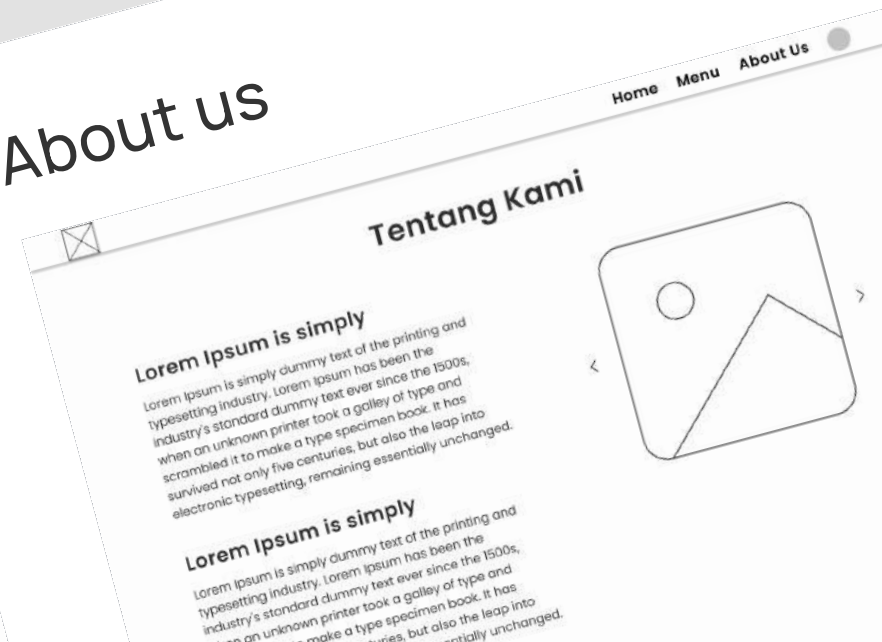 About us
Home Menu About Us
Tentang Kami
Lorem Ipsum is simply
Lorem Ipsum is simply dummy text of the printing and
typesetting industry. Lorem Ipsum has been the
industry's standard dummy text ever since the 1500s,
when an unknown printer took a galley of type and
scrambled it to make a type specimen book. It has
survived not only five centuries, but also the leap into
electronic typesetting, remaining essentially unchanged.
Lorem Ipsum is simply
Lorem Ipsum is simply dummy text of the printing and
typesetting industry. Lorem Ipsum has been the
industry's standard dummy text ever since the 1500s,
an unknown printer took a galley of type and
make a type specimen book. It has
but also the leap into
unchanged.